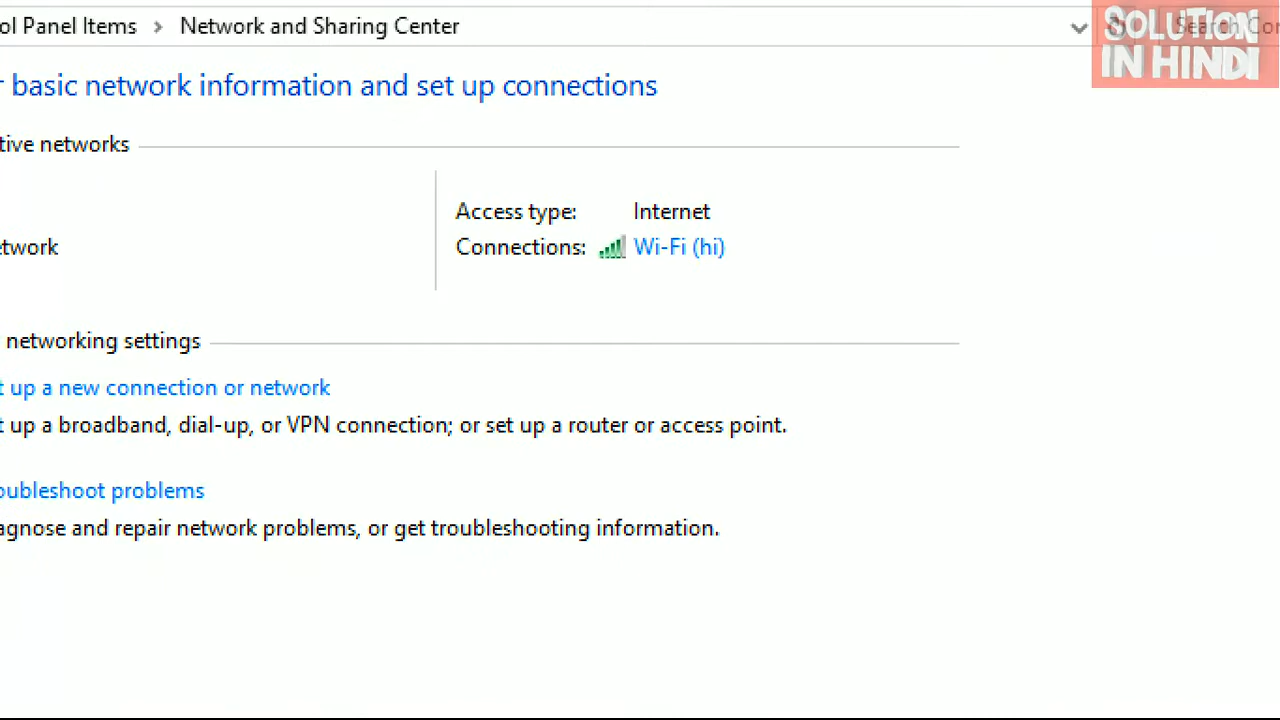 ol Panel Items > Network and Sharing Center
SOLUTION
IN HINDI
Search Con
r basic network information and set up connections
tive networks
Access type: Internet
etwork
Connections: Wi-Fi (hi)
networking settings
t up a new connection or network
t up a broadband, dial-up, or VPN connection; or set up a router or access point.
oubleshoot problems
agnose and repair network problems, or get troubleshooting information.